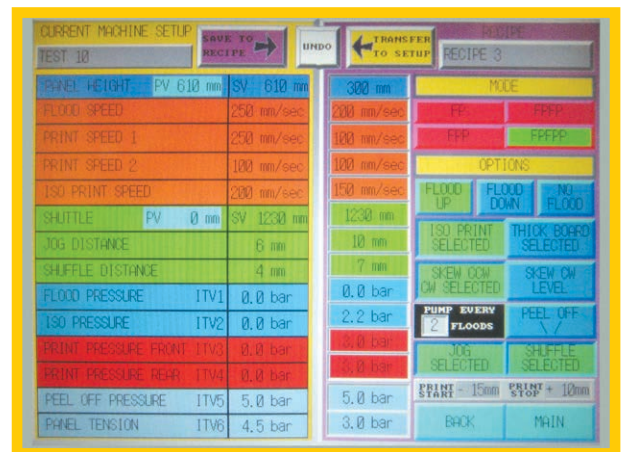 CURRENT MACHINE SETUP
TEST 10
SAVE TO RECIPE
UNDO
TRANSFER TO SETUP
RECIPE
RECIPE 3
PANEL HEIGHT PV 610 mm SV 610 mm 300 mm
FLOOD SPEED 250 mm/sec 200 mm/sec
PRINT SPEED 1 250 mm/sec 100 mm/sec
PRINT SPEED 2 100 mm/sec 100 mm/sec
ISO PRINT SPEED 200 mm/sec 150 mm/sec
SHUTTLE PV 0 mm SV 1230 mm 1230 mm
JOG DISTANCE 6 mm 10 mm
SHUFFLE DISTANCE 4 mm 7 mm
FLOOD PRESSURE ITV1 0.0 bar 0.0 bar
ISO PRESSURE ITV2 0.0 bar 2.2 bar
PRINT PRESSURE FRONT ITV3 0.0 bar 3.0 bar
PRINT PRESSURE REAR ITV4 0.0 bar
PEEL OFF PRESSURE ITV5 5.0 bar 5.0 bar
PANEL TENSION ITV6 4.5 bar 3.0 bar
MODE
FP FPFP
FPP FPFPP
OPTIONS
FLOOD UP
FLOOD DOWN
NO FLOOD
ISO PRINT SELECTED
THICK BOARD SELECTED
SKEW CCW CW SELECTED
SKEW CW LEVEL
PUMP EVERY 2 FLOODS
PEEL OFF \ /
JOG SELECTED
SHUFFLE SELECTED
PRINT START - 15mm
PRINT STOP + 10mm
BACK
MAIN